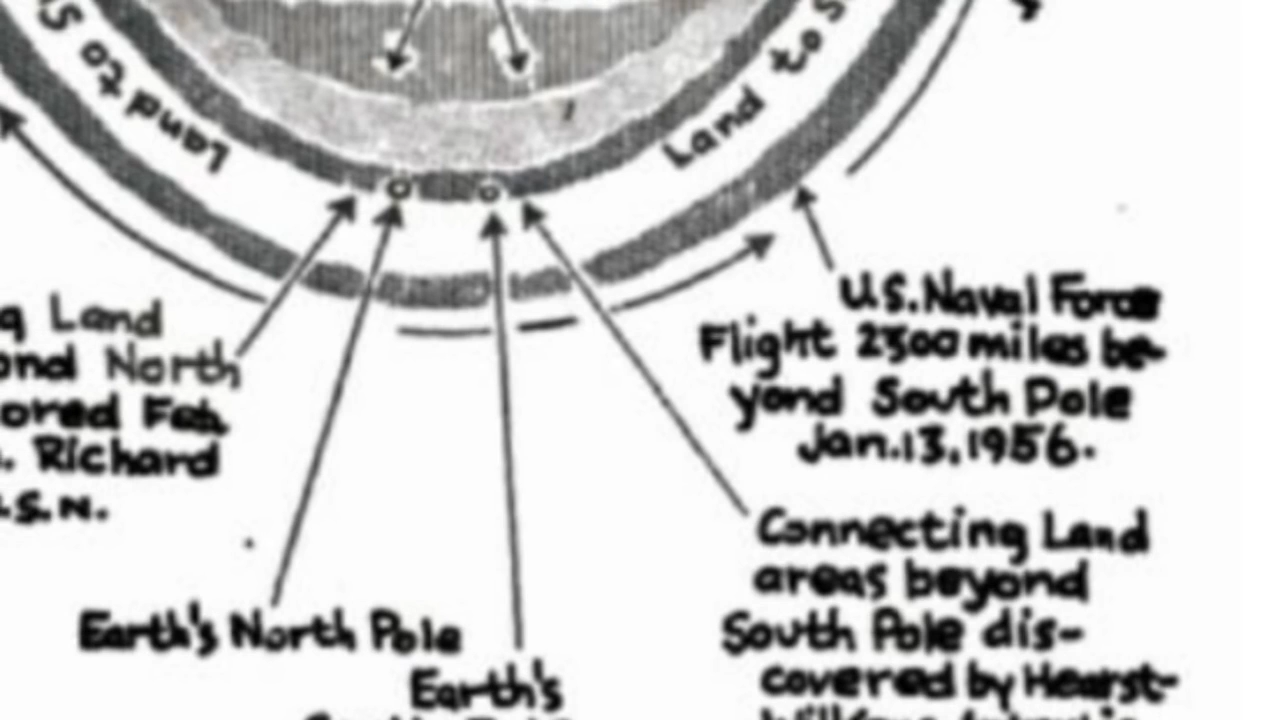 Land to
Land to
q Land
ond North
ored Feb.
. Richard
.S.N.
U.S. Naval Force
Flight 2300 miles be-
yond South Pole
Jan.13,1956.
Connecting Land
areas beyond
South Pole dis-
covered by Hearst-
Earth's North Pole
Earth's